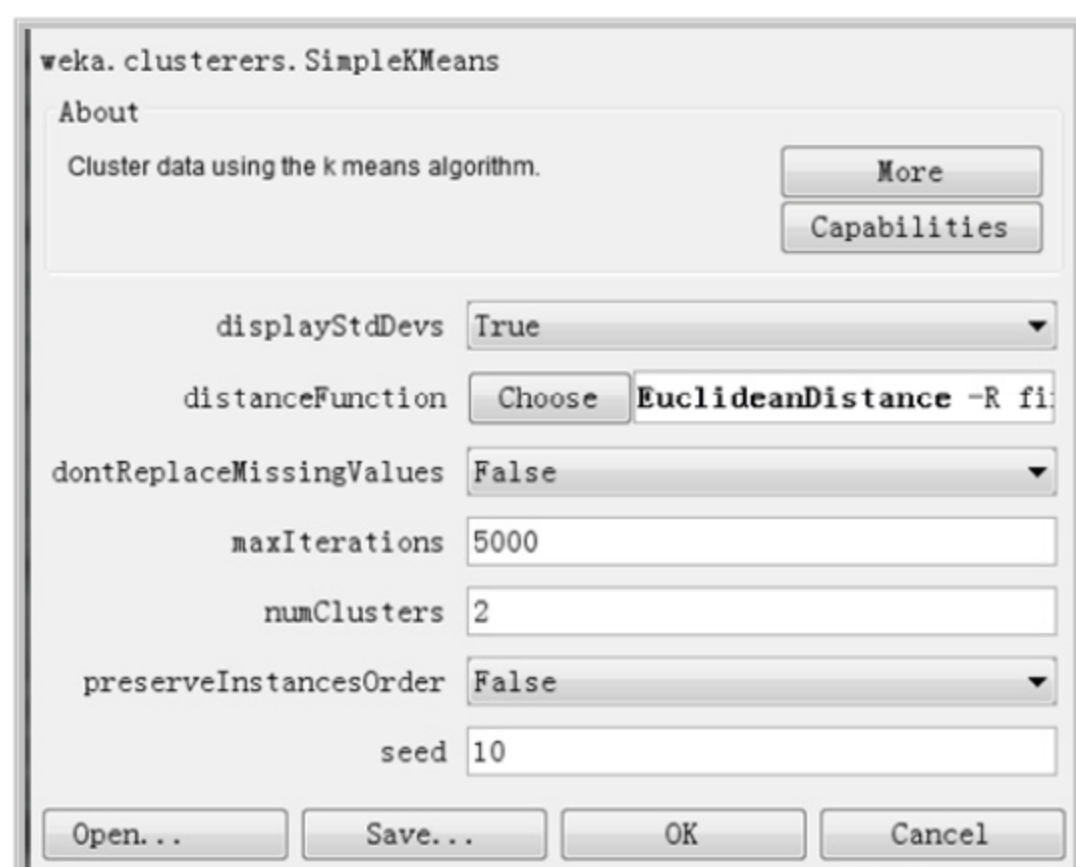 weka.clusterers.SimpleKMeans
About
Cluster data using the k means algorithm.
More
Capabilities
displayStdDevs True
distanceFunction Choose EuclideanDistance -R
dontReplaceMissingValues False
maxIterations 5000
numClusters 2
preserveInstancesOrder False
seed 10
Open... Save... OK Cancel